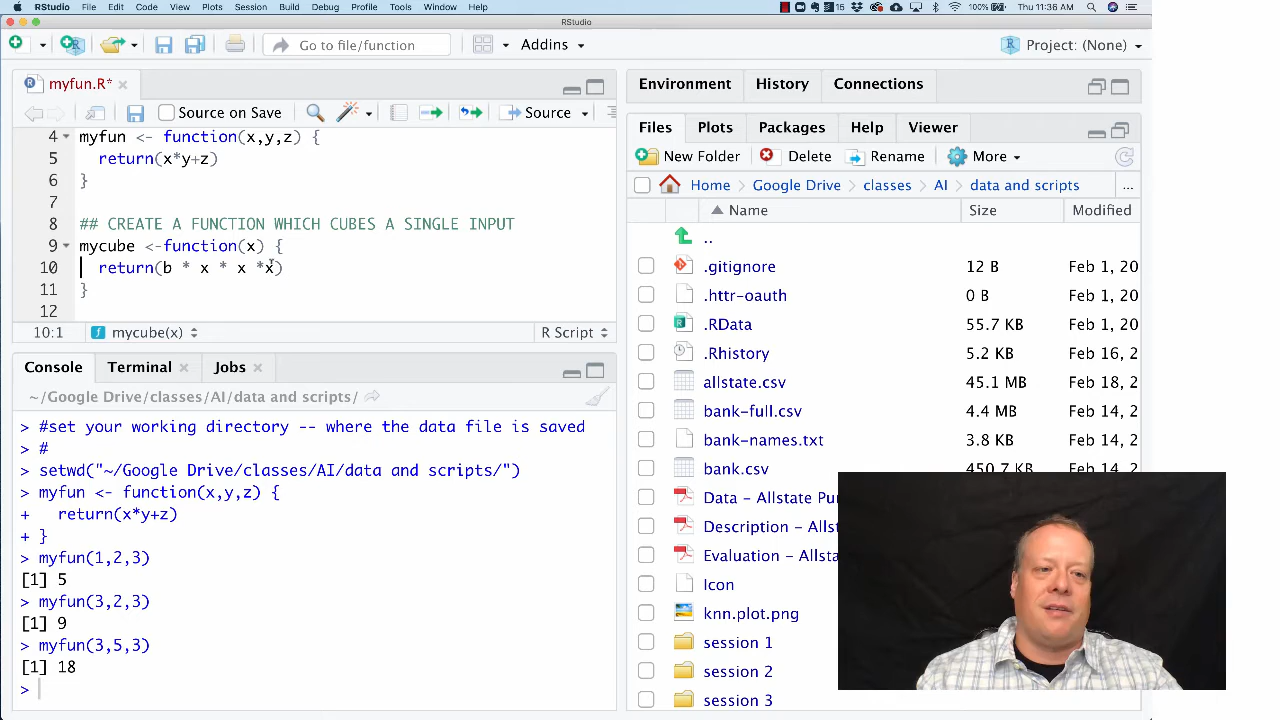 RStudio File Edit Code View Plots Session Build Debug Profile Tools Window Help 15 100% Thu 11:36 AM
RStudio
Go to file/function Addins Project: (None)
myfun.R*
Source on Save Source
4 myfun <- function(x,y,z) {
5 return(x*y+z)
6 }
7
8 ## CREATE A FUNCTION WHICH CUBES A SINGLE INPUT
9 mycube <-function(x) {
10 return(b * x * x *x)
11 }
12
10:1 mycube(x) R Script
Console Terminal Jobs
~/Google Drive/classes/AI/data and scripts/
> #set your working directory -- where the data file is saved
> #
> setwd("~/Google Drive/classes/AI/data and scripts/")
> myfun <- function(x,y,z) {
+ return(x*y+z)
+ }
> myfun(1,2,3)
[1] 5
> myfun(3,2,3)
[1] 9
> myfun(3,5,3)
[1] 18
>
Environment History Connections
Files Plots Packages Help Viewer
New Folder Delete Rename More
Home Google Drive classes AI data and scripts ...
Name Size Modified
..
.gitignore 12 B Feb 1, 20
.httr-oauth 0 B Feb 1, 20
.RData 55.7 KB Feb 1, 20
.Rhistory 5.2 KB Feb 16, 2
allstate.csv 45.1 MB Feb 18, 2
bank-full.csv 4.4 MB Feb 14, 2
bank-names.txt 3.8 KB Feb 14, 2
bank.csv 450.7 KB Feb 14, 2
Data - Allstate Pu
Description - Allst
Evaluation - Allsta
Icon
knn.plot.png
session 1
session 2
session 3